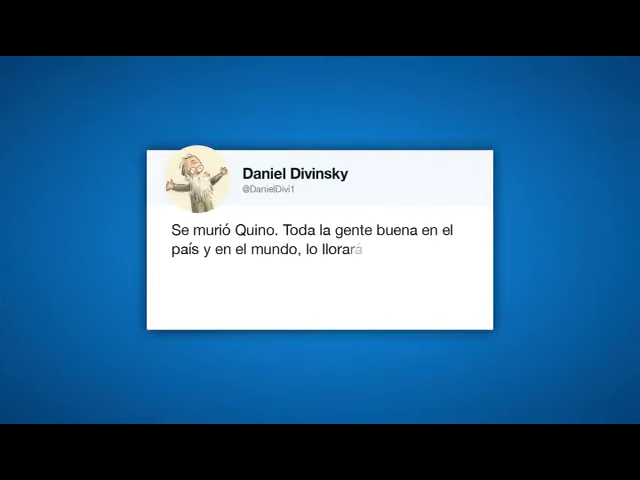 Daniel Divinsky
@DanielDivi1
Se murió Quino. Toda la gente buena en el
país y en el mundo, lo llorará